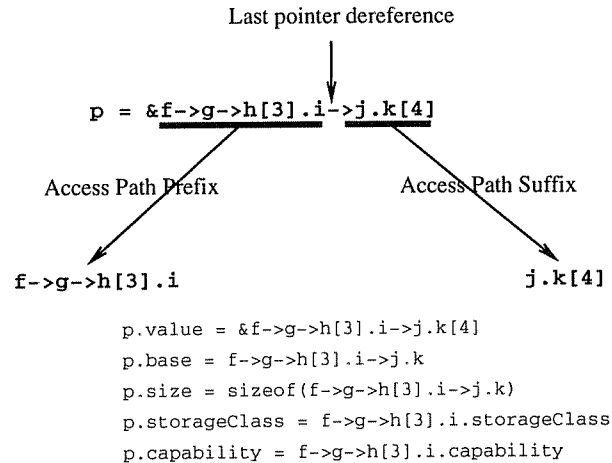 Last pointer dereference
p = &f->g->h[3].i->j.k[4]
Access Path Prefix
Access Path Suffix
f->g->h[3].i
j.k[4]
p.value = &f->g->h[3].i->j.k[4]
p.base = f->g->h[3].i->j.k
p.size = sizeof(f->g->h[3].i->j.k)
p.storageClass = f->g->h[3].i.storageClass
p.capability = f->g->h[3].i.capability